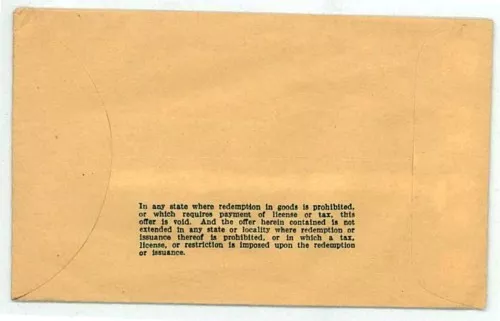 In any state where redemption in goods is prohibited,
or which requires payment of license or tax, this
offer is void. And the offer herein contained is not
extended in any state or locality where redemption or
issuance thereof is prohibited, or in which a tax,
license, or restriction is imposed upon the redemption
or issuance.